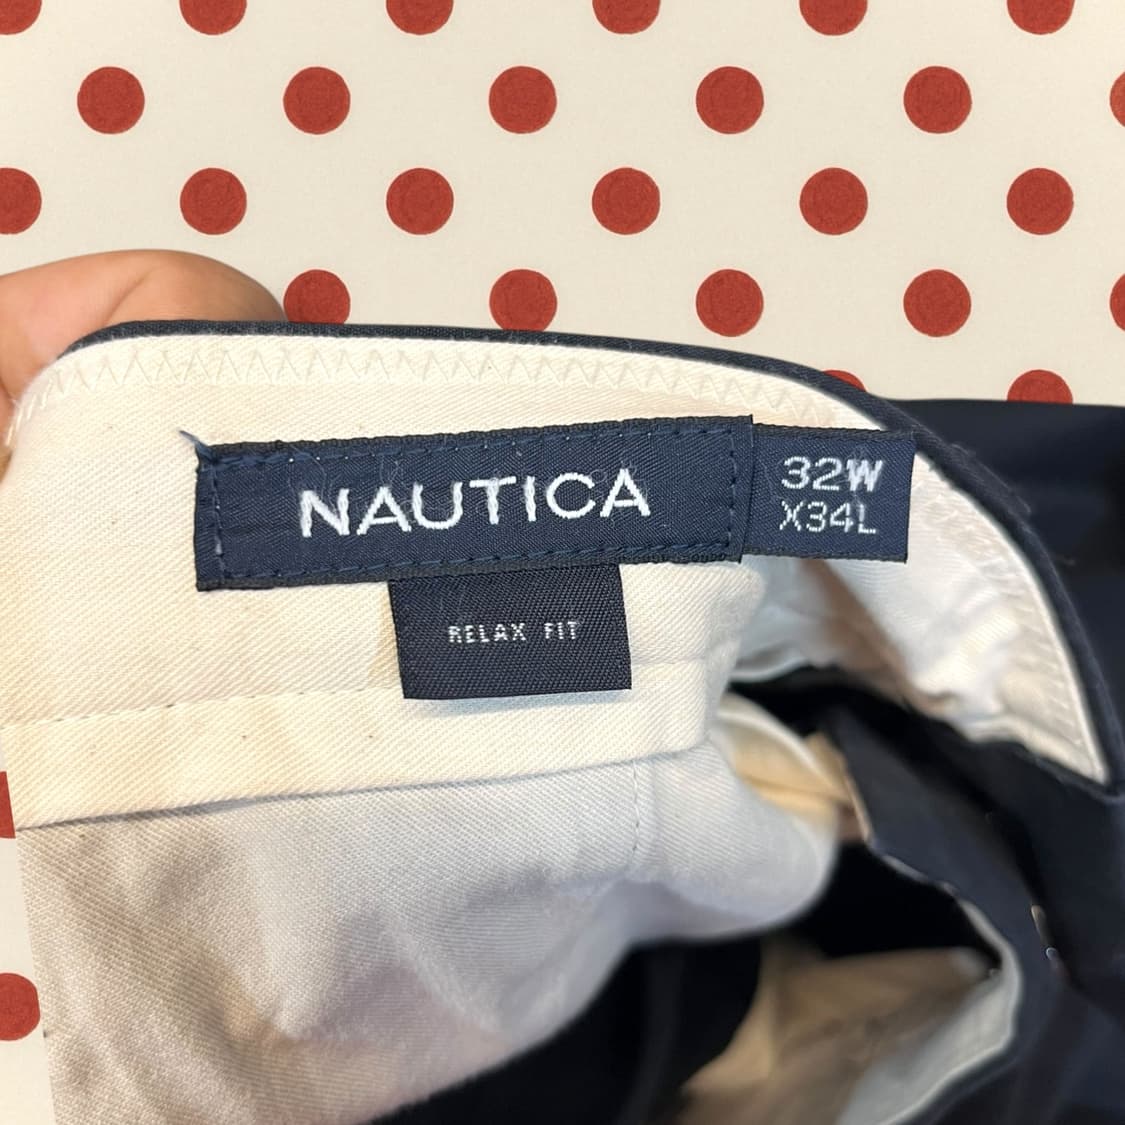 NAUTICA
32W
X34L
RELAX FIT